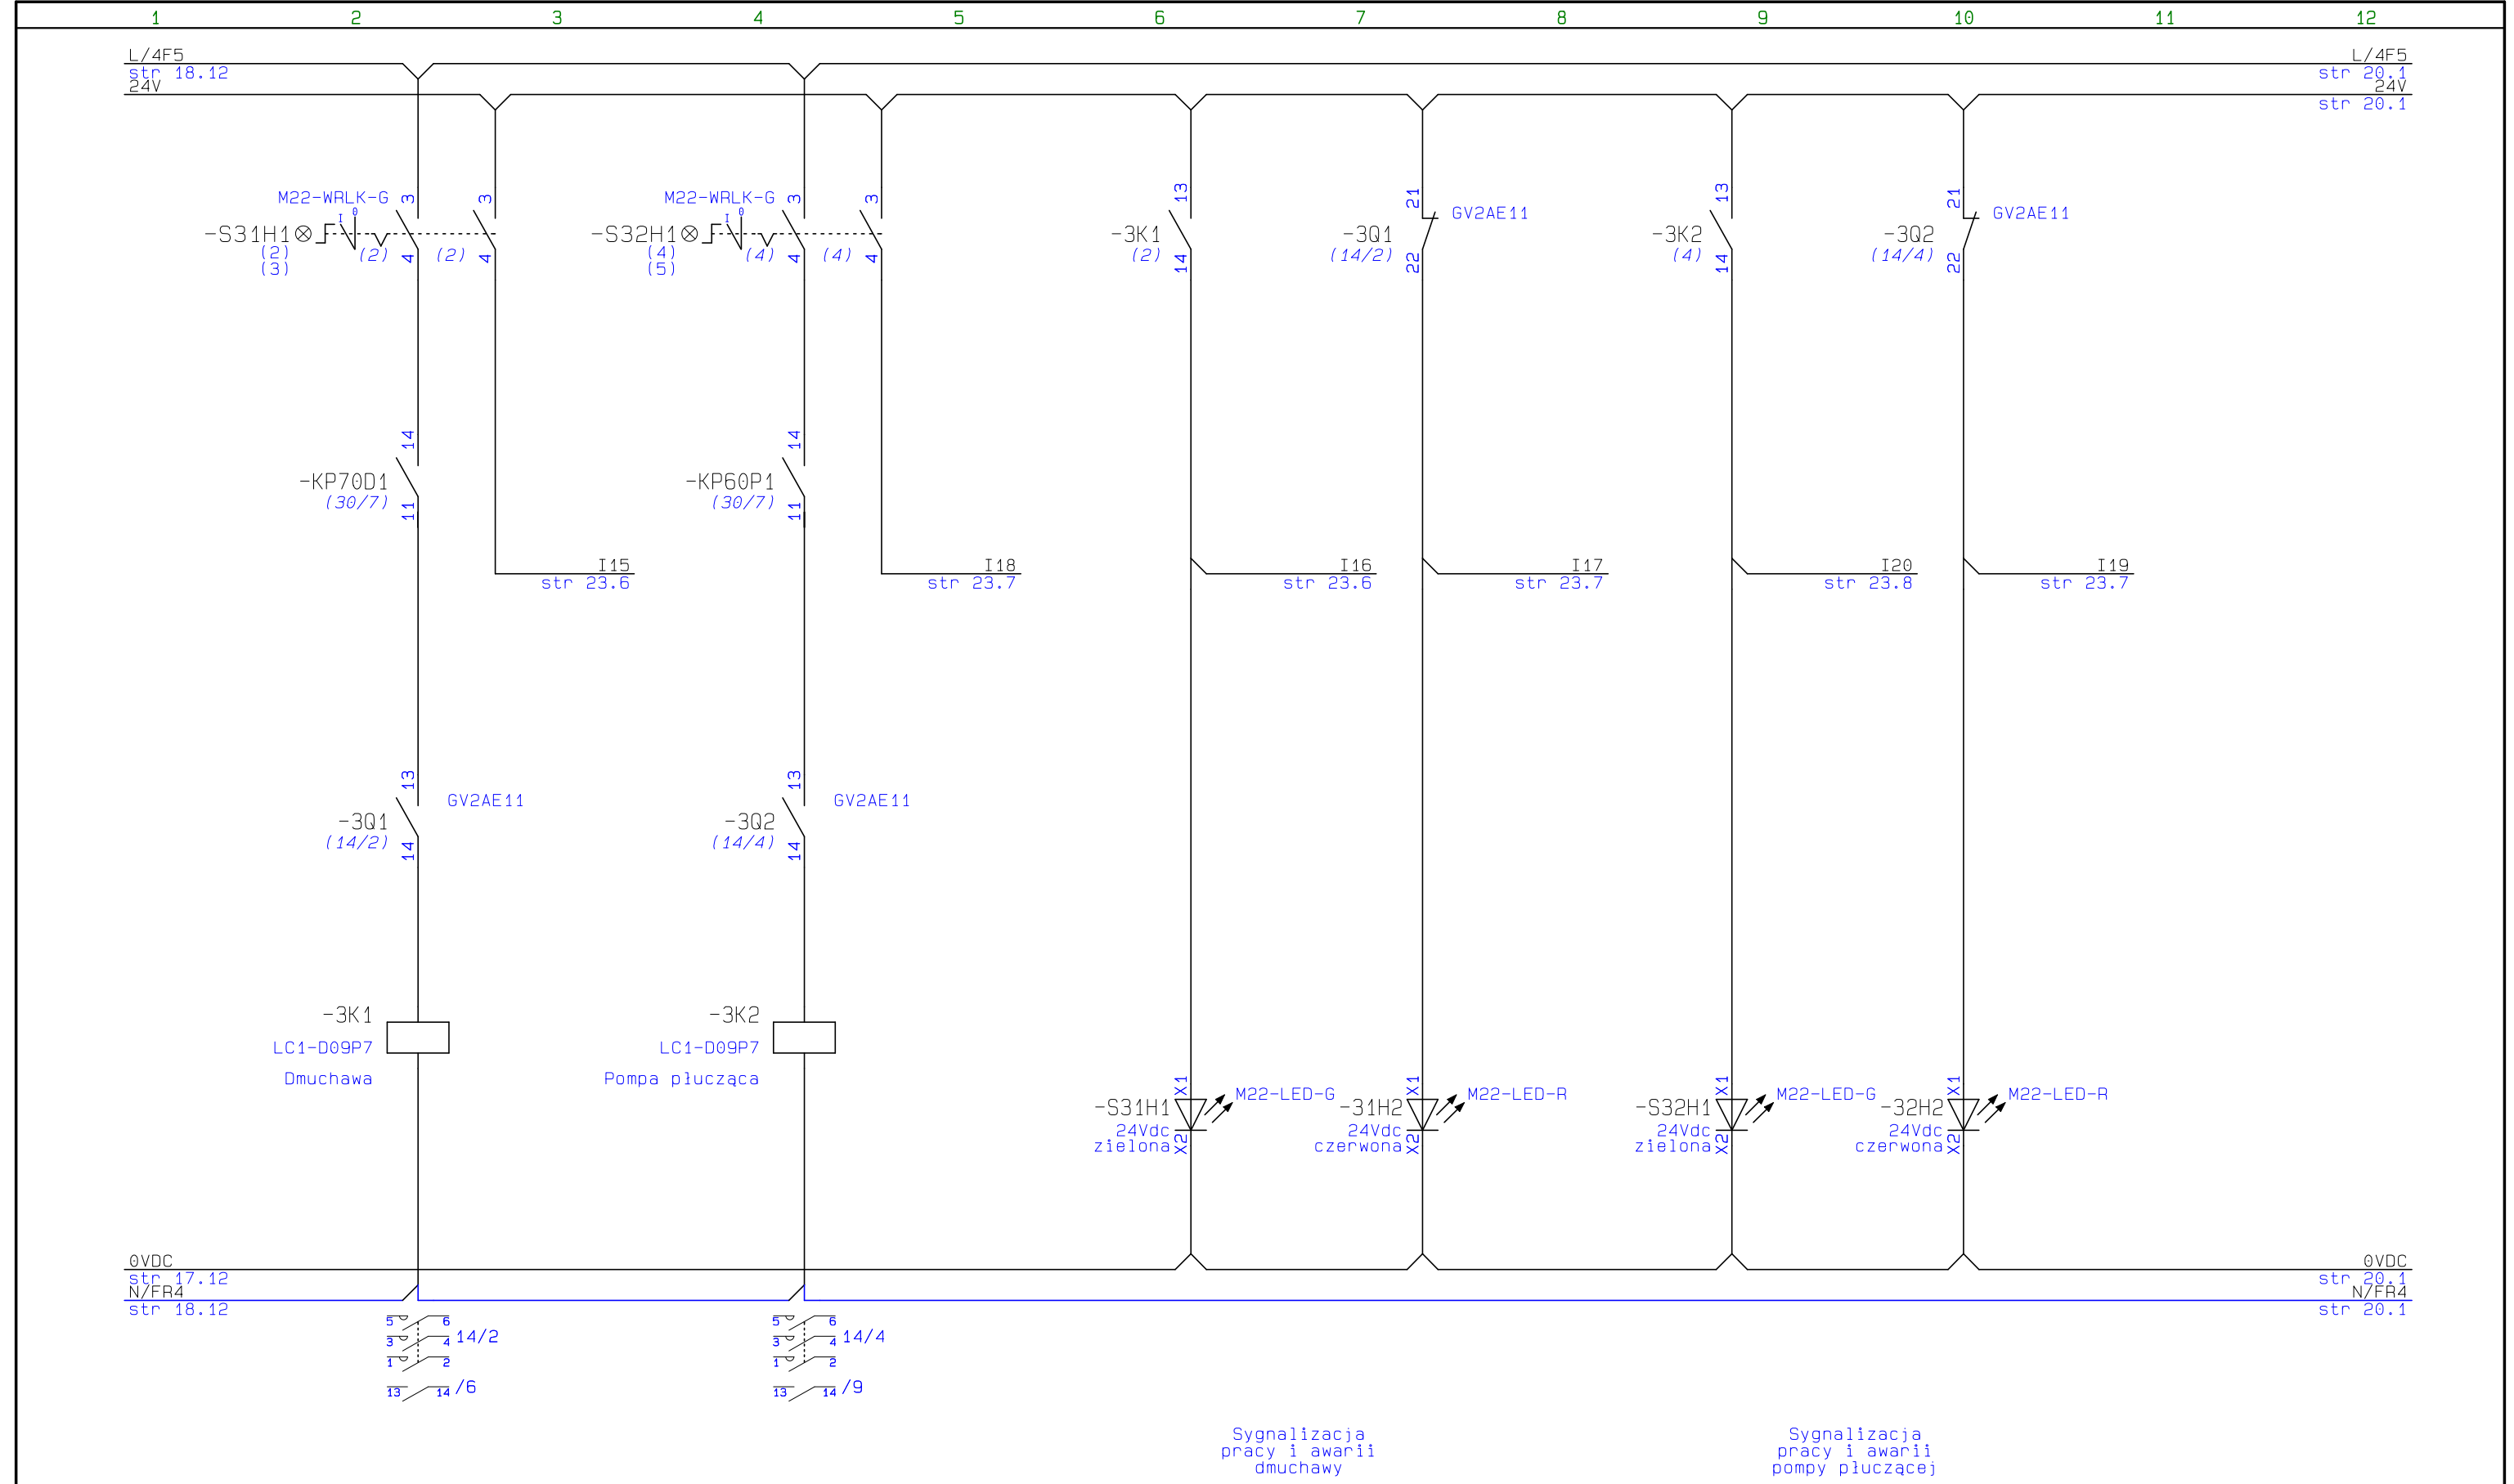 1 2 3 4 5 6 7 8 9 10 11 12
L/4F5 L/4F5
str 18.12 str 20.1
24V 24V
str 20.1
M22-WRLK-G 3 3 M22-WRLK-G 3 3 13 21 13 21
I 0 I 0
GV2AE11 GV2AE11
-S31H1 -S32H1 -3K1 -3Q1 -3K2 -3Q2
(2) (2) (2) (4) (4) (4) (2) (14/2) (4) (14/4)
(3) (5)
4 4 4 4 14 22 14 22
14 14
-KP70D1 -KP60P1
(30/7) (30/7)
11 11
I15 I18 I16 I17 I20 I19
str 23.6 str 23.7 str 23.6 str 23.7 str 23.8 str 23.7
13 13
GV2AE11 GV2AE11
-3Q1 -3Q2
(14/2) (14/4)
14 14
-3K1 -3K2
LC1-D09P7 LC1-D09P7
Dmuchawa Pompa płucząca
X1 X1 X1 X1
M22-LED-G M22-LED-R M22-LED-G M22-LED-R
-S31H1 -31H2 -S32H1 -32H2
24Vdc 24Vdc 24Vdc 24Vdc
zielona czerwona zielona czerwona
X2 X2 X2 X2
0VDC 0VDC
str 17.12 str 20.1
N/FR4 N/FR4
str 18.12 str 20.1
5 6 5 6
3 4 14/2 3 4 14/4
1 2 1 2
13 14 /6 13 14 /9
Sygnalizacja
pracy i awarii
dmuchawy
Sygnalizacja
pracy i awarii
pompy płuczącej